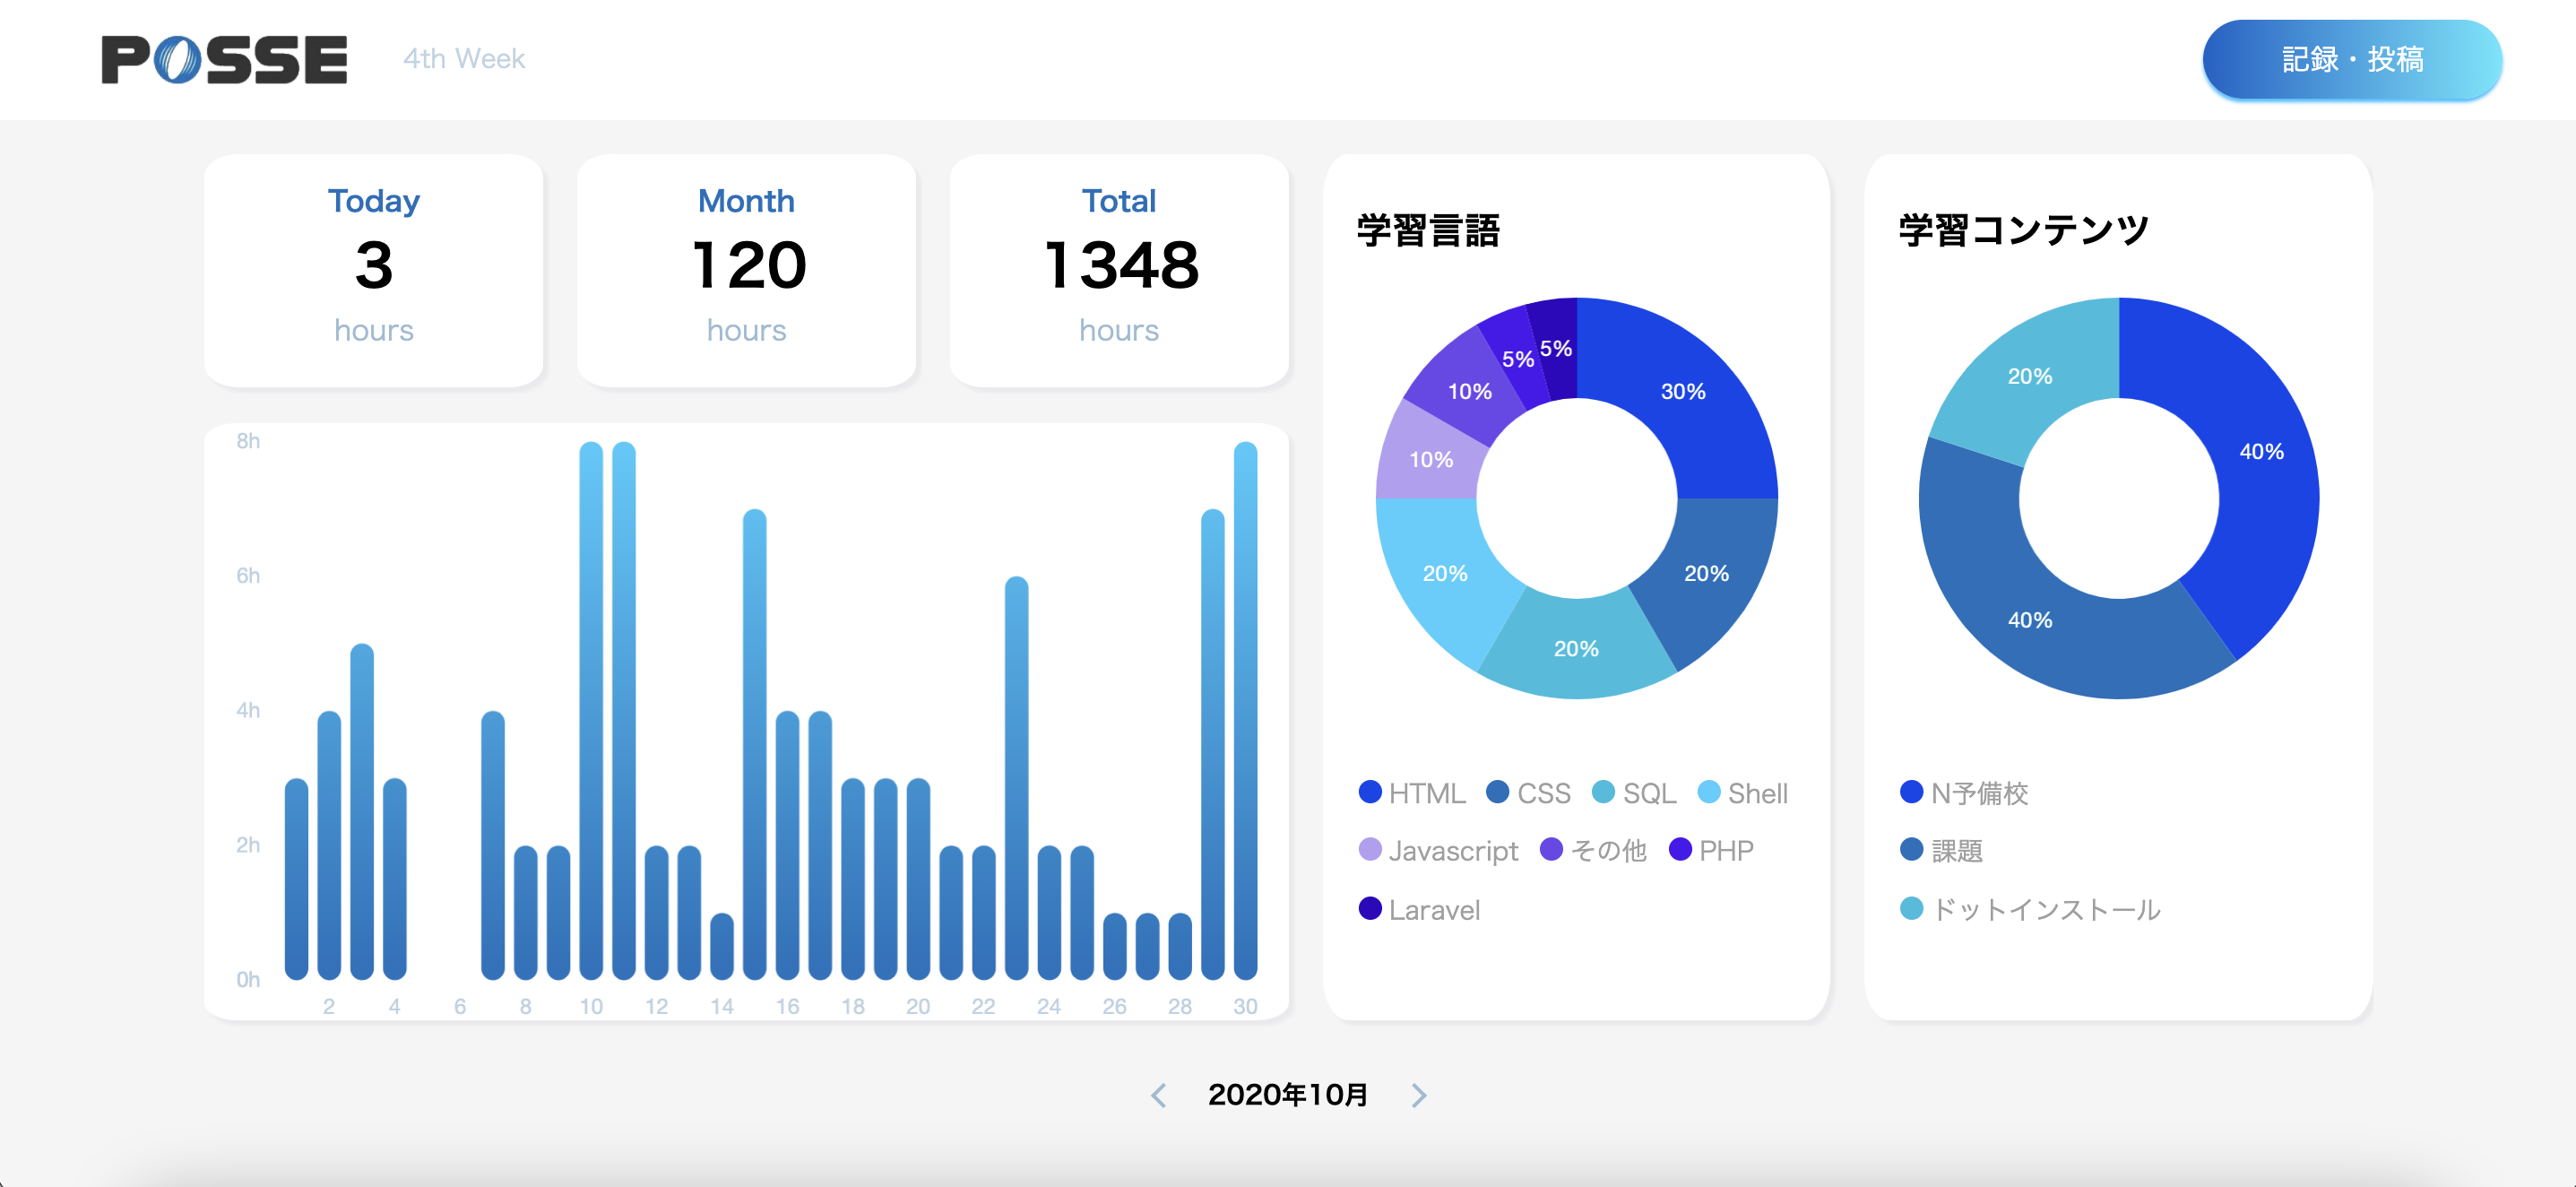 POSSE
4th Week
記録・投稿
Today
3
hours
Month
120
hours
Total
1348
hours
8h
6h
4h
2h
0h
2 4 6 8 10 12 14 16 18 20 22 24 26 28 30
学習言語
5% 5%
30%
10%
10%
20%
20%
20%
HTML CSS SQL Shell
Javascript その他 PHP
Laravel
学習コンテンツ
20%
40%
40%
N予備校
課題
ドットインストール
2020年10月